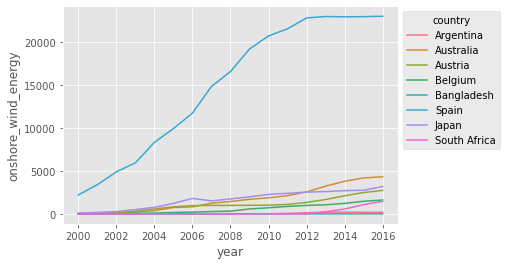 onshore_wind_energy
20000
15000
10000
5000
0
2000
2002
2004
2006
2008
2010
2012
2014
2016
year
country
Argentina
Australia
Austria
Belgium
Bangladesh
Spain
Japan
South Africa